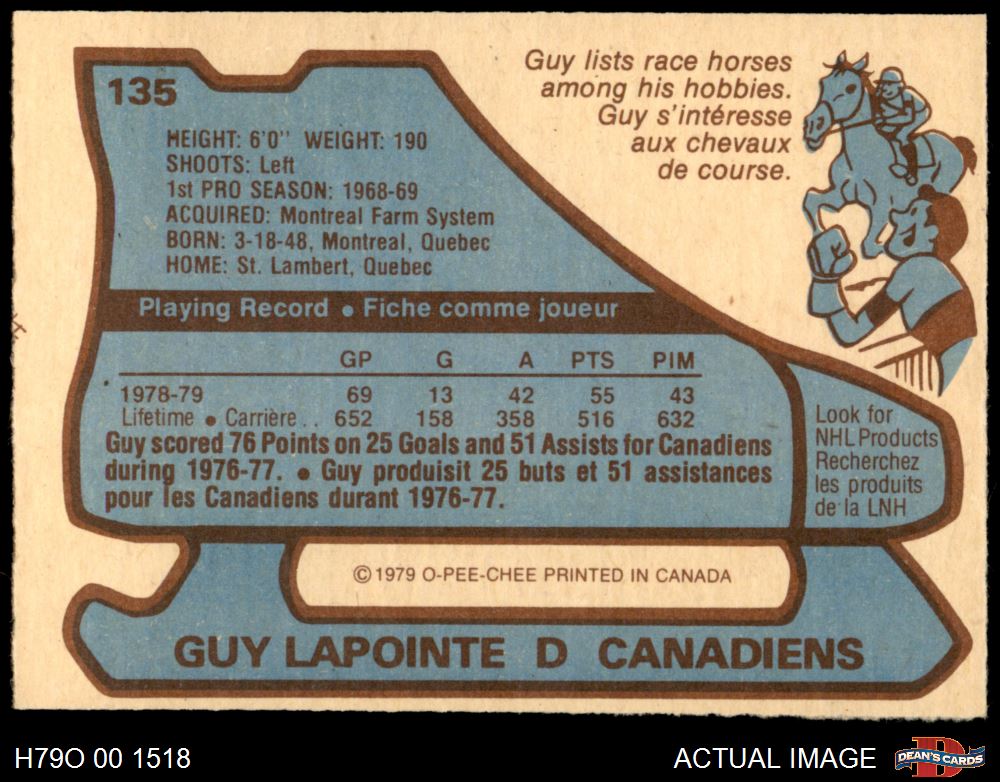 135
HEIGHT: 6'0" WEIGHT: 190
SHOOTS: Left
1st PRO SEASON: 1968-69
ACQUIRED: Montreal Farm System
BORN: 3-18-48, Montreal, Quebec
HOME: St. Lambert, Quebec
Guy lists race horses
among his hobbies.
Guy s'intéresse
aux chevaux
de course.
Playing Record • Fiche comme joueur
GP G A PTS PIM
1978-79 69 13 42 55 43
Lifetime • Carrière . . 652 158 358 516 632
Guy scored 76 Points on 25 Goals and 51 Assists for Canadiens
during 1976-77. • Guy produisit 25 buts et 51 assistances
pour les Canadiens durant 1976-77.
Look for
NHL Products
Recherchez
les produits
de la LNH
© 1979 O-PEE-CHEE PRINTED IN CANADA
GUY LAPOINTE D CANADIENS
H79O 00 1518
ACTUAL IMAGE
D
DEAN'S CARDS